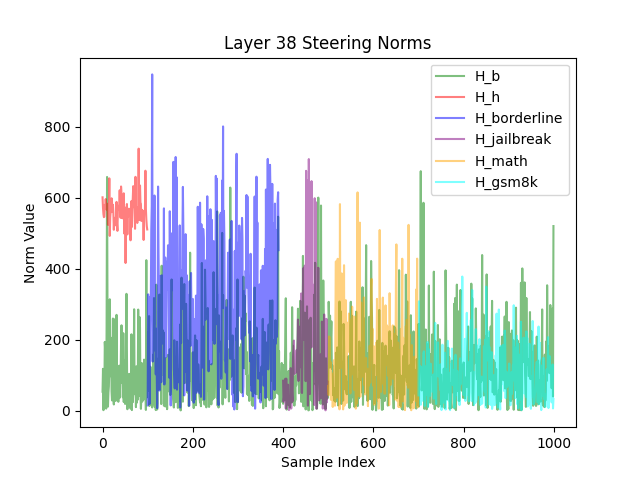 Layer 38 Steering Norms
Norm Value
800
600
400
200
0
0
200
400
600
800
1000
Sample Index
H_b
H_h
H_borderline
H_jailbreak
H_math
H_gsm8k